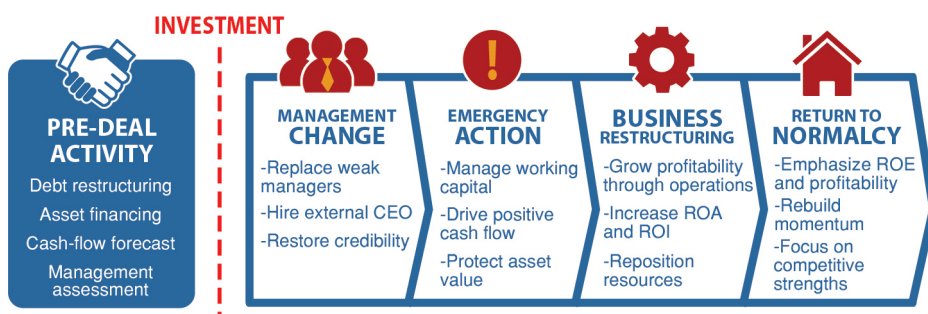 INVESTMENT
PRE-DEAL
ACTIVITY
Debt restructuring
Asset financing
Cash-flow forecast
Management
assessment
MANAGEMENT
CHANGE
-Replace weak
managers
-Hire external CEO
-Restore credibility
EMERGENCY
ACTION
-Manage working
capital
-Drive positive
cash flow
-Protect asset
value
BUSINESS
RESTRUCTURING
-Grow profitability
through operations
-Increase ROA
and ROI
-Reposition
resources
RETURN TO
NORMALCY
-Emphasize ROE
and profitability
-Rebuild
momentum
-Focus on
competitive
strengths